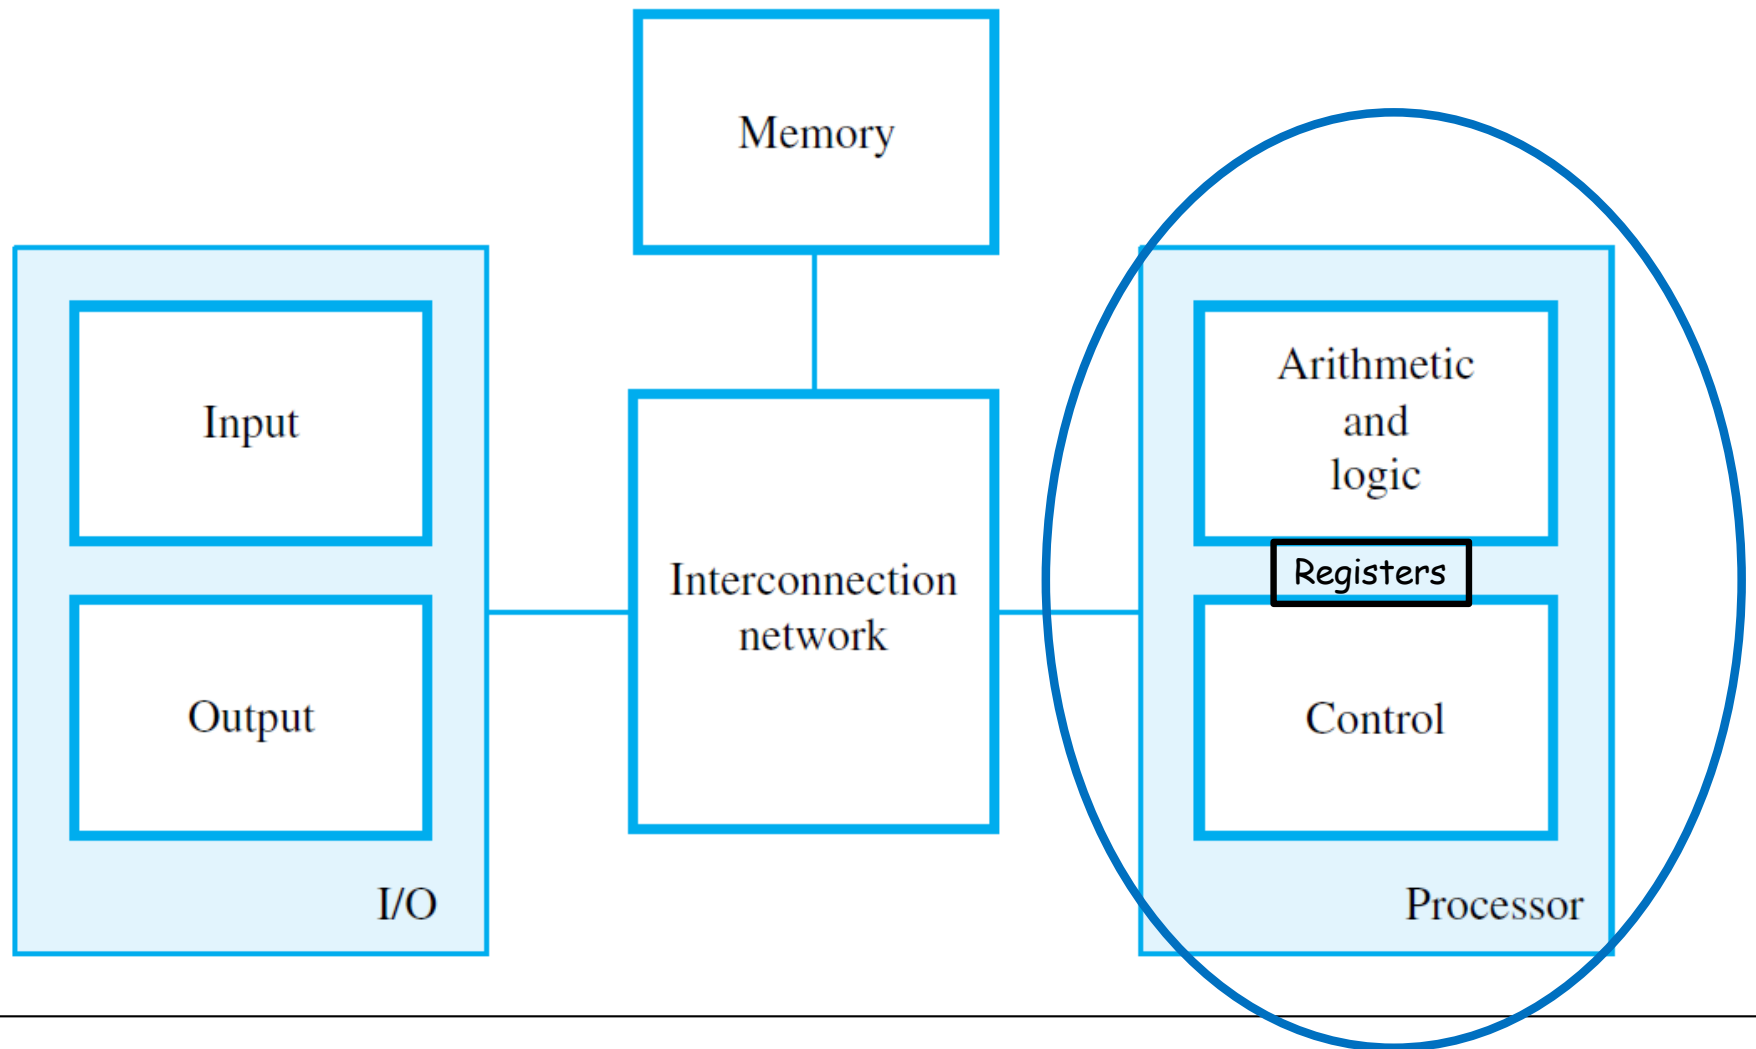 Memory
Input
Output
I/O
Interconnection
network
Arithmetic
and
logic
Registers
Control
Processor